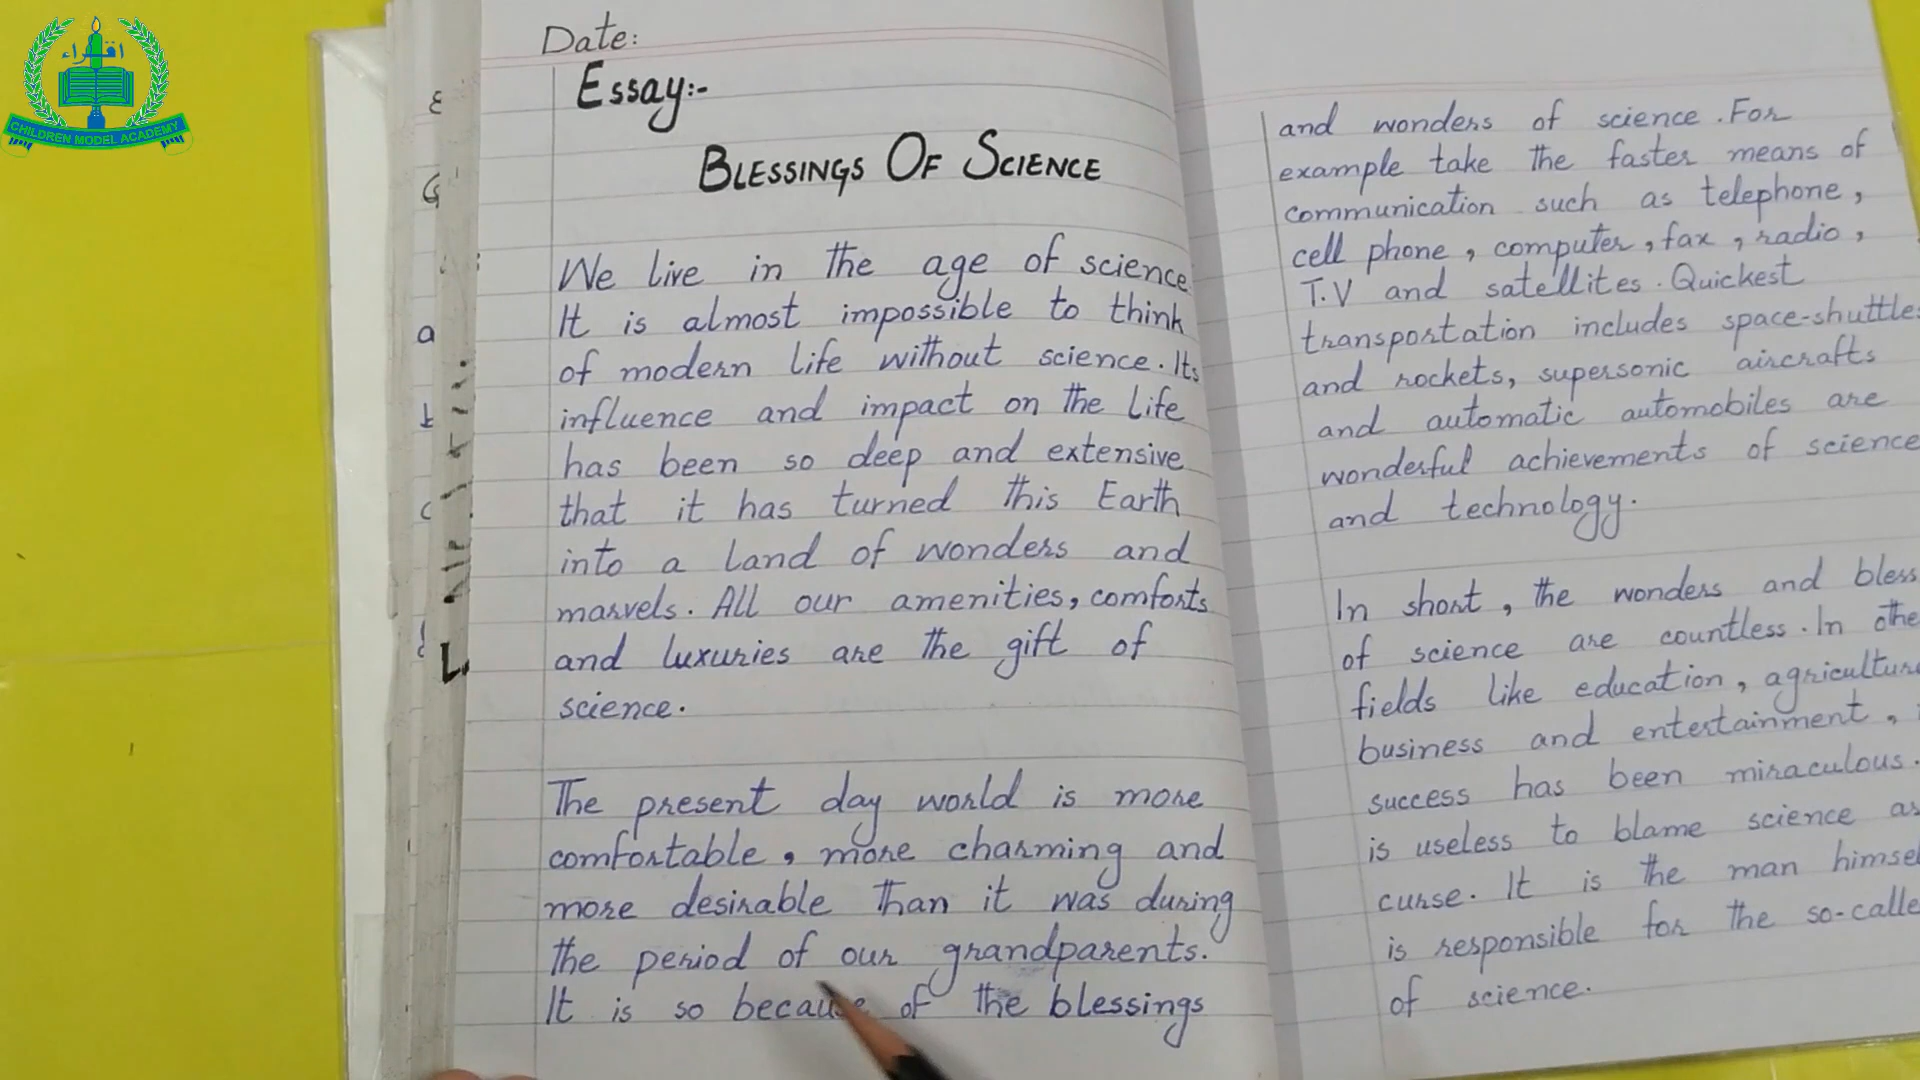 اقراء
CHILDREN MODEL ACADEMY
Date:
Essay:-
BLESSINGS OF SCIENCE
We live in the age of science.
It is almost impossible to think
of modern life without science. Its
influence and impact on the life
has been so deep and extensive
that it has turned this Earth
into a land of wonders and
marvels. All our amenities, comforts
and luxuries are the gift of
science.
The present day world is more
comfortable, more charming and
more desirable than it was during
the period of our grandparents.
It is so because of the blessings
and wonders of science. For
example take the faster means of
communication such as telephone,
cell phone, computer, fax, radio,
T.V and satellites. Quickest
transportation includes space-shuttles
and rockets, supersonic aircrafts
and automatic automobiles are
wonderful achievements of science
and technology.
In short, the wonders and bless
of science are countless. In othe
fields like education, agriculture
business and entertainment,
success has been miraculous.
is useless to blame science as
curse. It is the man himsel
is responsible for the so-calle
of science.